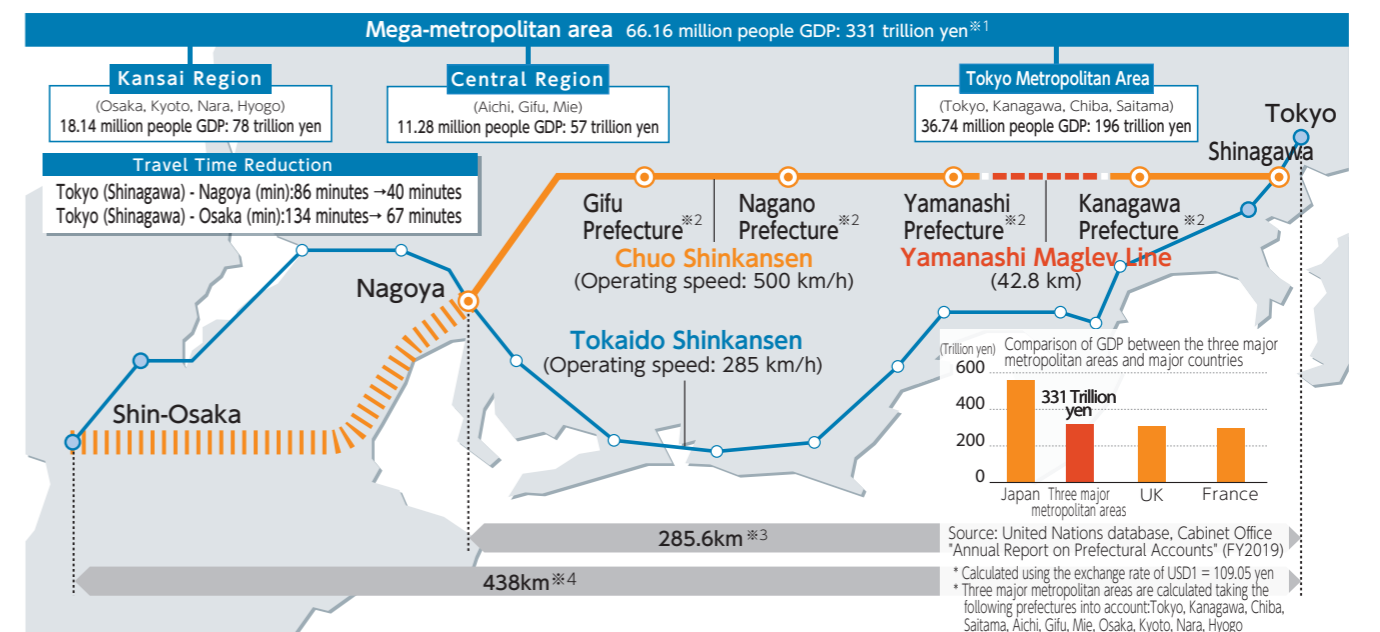 Mega-metropolitan area 66.16 million people GDP: 331 trillion yen※1
Kansai Region
(Osaka, Kyoto, Nara, Hyogo)
18.14 million people GDP: 78 trillion yen
Central Region
(Aichi, Gifu, Mie)
11.28 million people GDP: 57 trillion yen
Tokyo Metropolitan Area
(Tokyo, Kanagawa, Chiba, Saitama)
36.74 million people GDP: 196 trillion yen
Tokyo
Shinagawa
Travel Time Reduction
Tokyo (Shinagawa) - Nagoya (min):86 minutes →40 minutes
Tokyo (Shinagawa) - Osaka (min):134 minutes→ 67 minutes
Gifu
Prefecture※2
Nagano
Prefecture※2
Yamanashi
Prefecture※2
Kanagawa
Prefecture ※2
Chuo Shinkansen
(Operating speed: 500 km/h)
Yamanashi Maglev Line
(42.8 km)
Nagoya
Tokaido Shinkansen
(Operating speed: 285 km/h)
Shin-Osaka
(Trillion yen)
Comparison of GDP between the three major
metropolitan areas and major countries
600
400
200
0
331 Trillion
yen
Japan
Three major
metropolitan areas
UK
France
285.6km※3
438km※4
Source: United Nations database, Cabinet Office
"Annual Report on Prefectural Accounts" (FY2019)
* Calculated using the exchange rate of USD1 = 109.05 yen
* Three major metropolitan areas are calculated taking the
following prefectures into account:Tokyo, Kanagawa, Chiba,
Saitama, Aichi, Gifu, Mie, Osaka, Kyoto, Nara, Hyogo